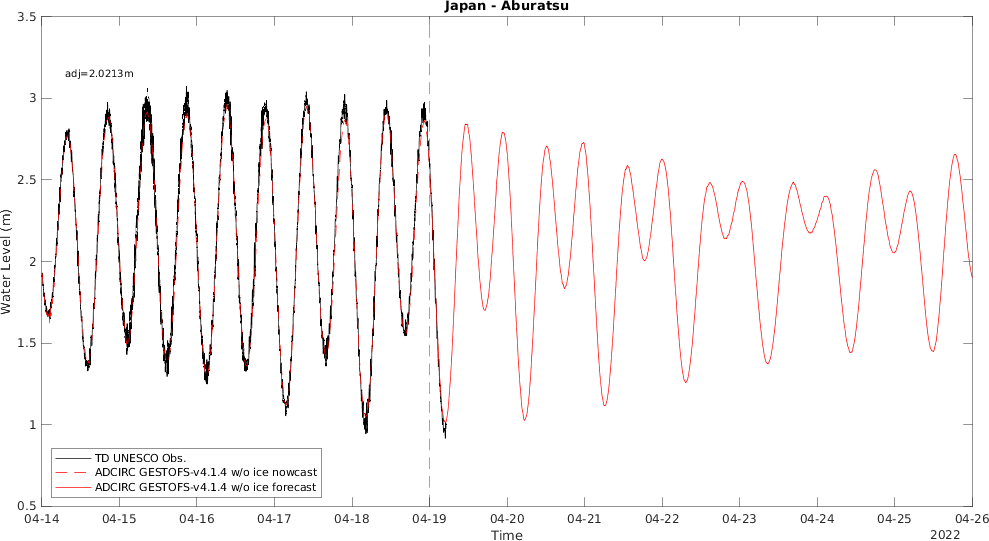 Japan - Aburatsu
3.5
3
2.5
2
1.5
1
0.5
Water Level (m)
adj=2.0213m
TD UNESCO Obs.
ADCIRC GESTOFS-v4.1.4 w/o ice nowcast
ADCIRC GESTOFS-v4.1.4 w/o ice forecast
04-14 04-15 04-16 04-17 04-18 04-19 04-20 04-21 04-22 04-23 04-24 04-25 04-26
Time
2022